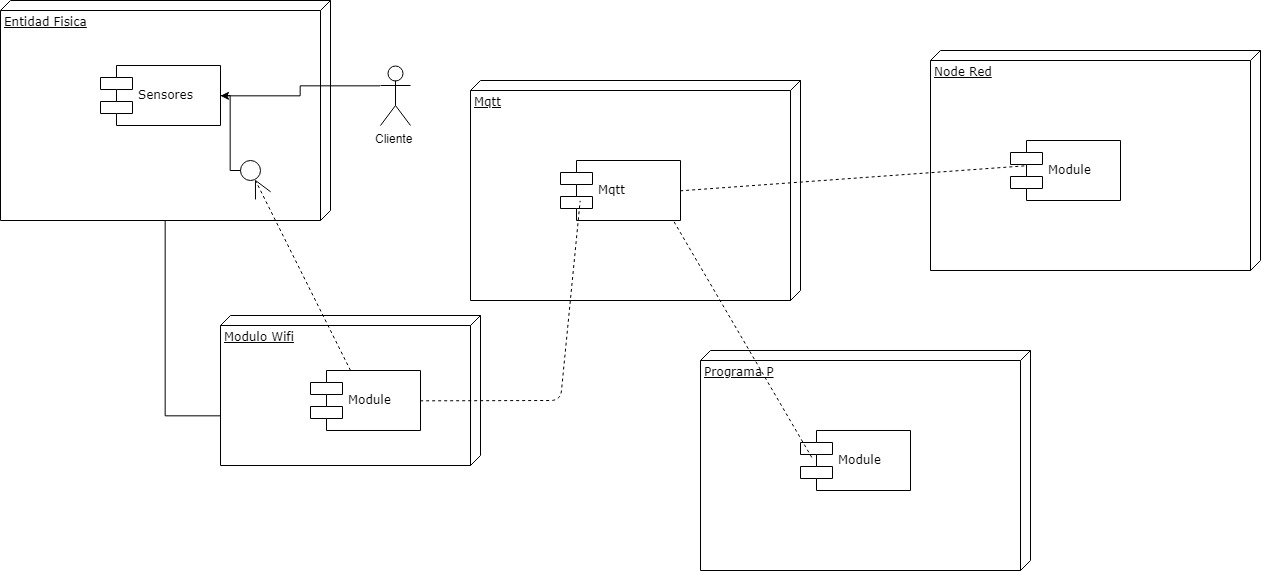 Entidad Fisica
Sensores
Cliente
Mqtt
Mqtt
Node Red
Module
Modulo Wifi
Module
Programa P
Module